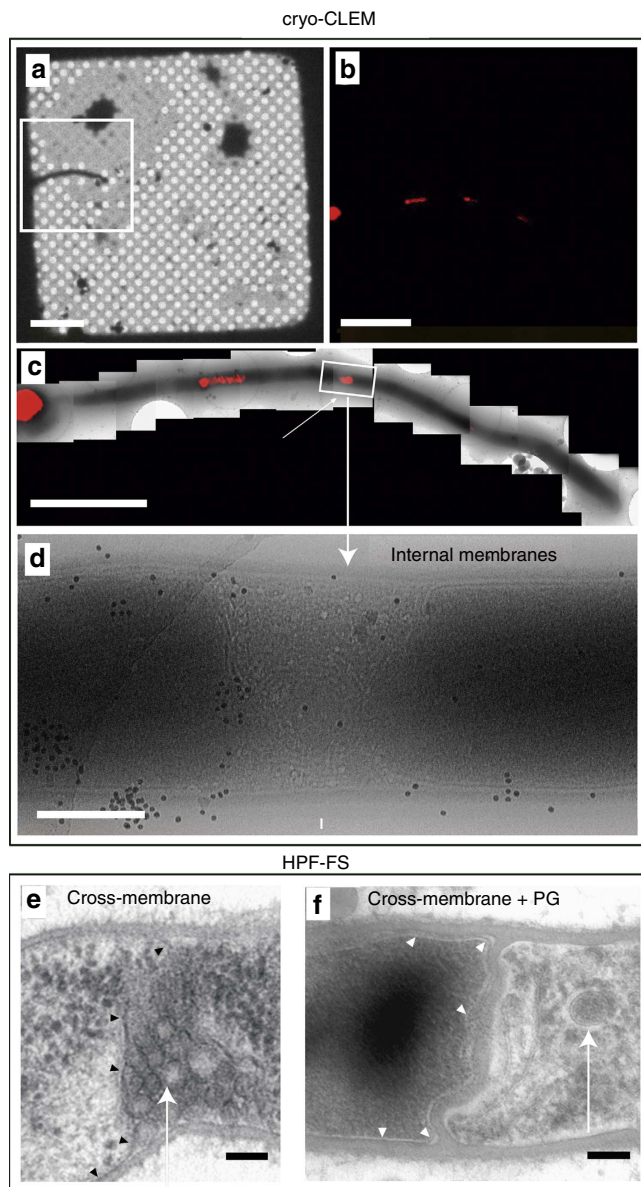 cryo-CLEM
a
b
c
d
Internal membranes
HPF-FS
e
Cross-membrane
f
Cross-membrane + PG